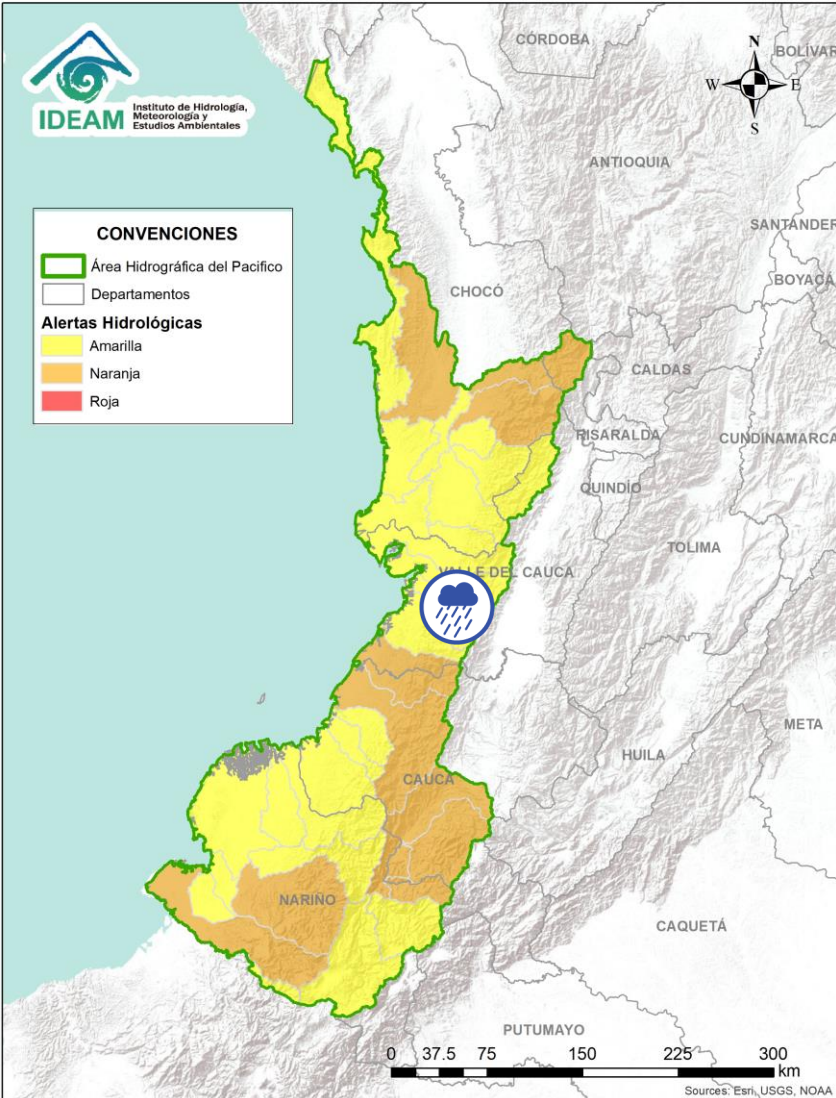 IDEAM
Instituto de Hidrología,
Meteorología y
Estudios Ambientales
N
W
E
S
CÓRDOBA
BOLÍVAR
ANTIOQUIA
SANTANDER
BOYACÁ
CONVENCIONES
Área Hidrográfica del Pacifico
Departamentos
Alertas Hidrológicas
Amarilla
Naranja
Roja
CHOCÓ
CALDAS
RISARALDA
CUNDINAMARCA
QUINDÍO
TOLIMA
VALLE DEL CAUCA
META
HUILA
CAUCA
NARIÑO
CAQUETÁ
PUTUMAYO
0 37.5 75 150 225 300
km
Sources: Esri, USGS, NOAA